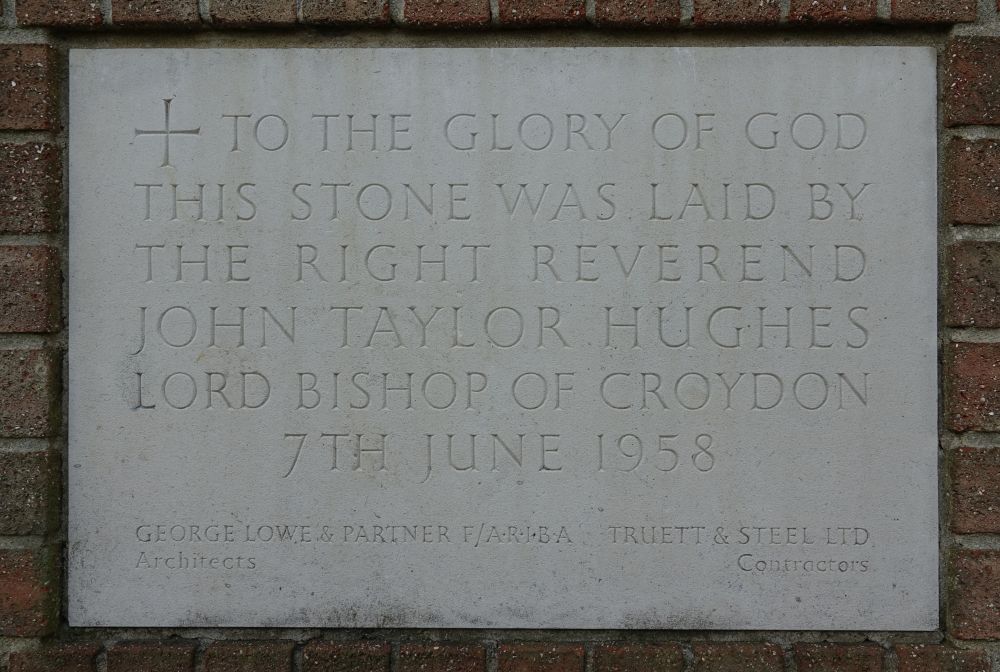 TO THE GLORY OF GOD
THIS STONE WAS LAID BY
THE RIGHT REVEREND
JOHN TAYLOR HUGHES
LORD BISHOP OF CROYDON
7TH JUNE 1958
GEORGE LOWE & PARTNER F/A·R·I·B·A TRUETT & STEEL LTD
Architects Contractors